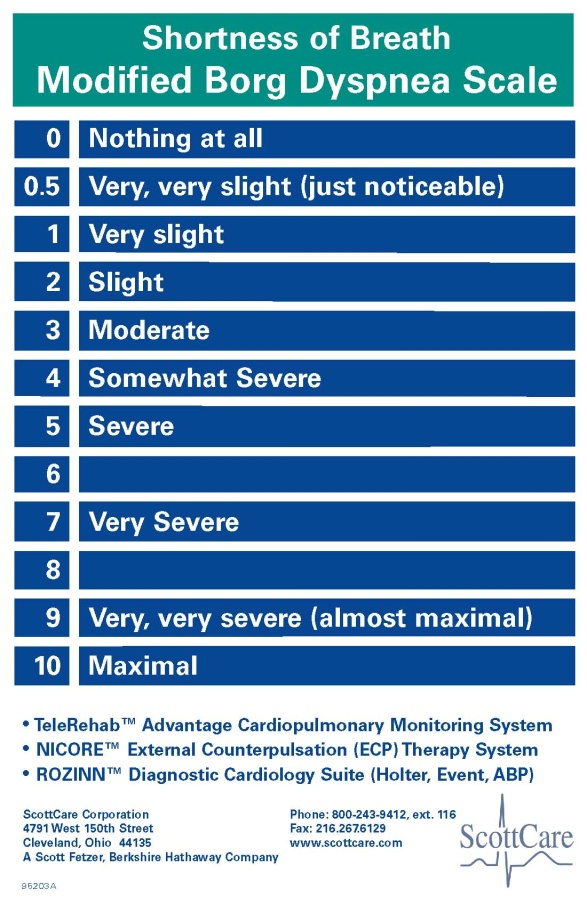 Shortness of Breath
Modified Borg Dyspnea Scale
0 Nothing at all
0.5 Very, very slight (just noticeable)
1 Very slight
2 Slight
3 Moderate
4 Somewhat Severe
5 Severe
6
7 Very Severe
8
9 Very, very severe (almost maximal)
10 Maximal
• TeleRehab™ Advantage Cardiopulmonary Monitoring System
• NICORE™ External Counterpulsation (ECP) Therapy System
• ROZINN™ Diagnostic Cardiology Suite (Holter, Event, ABP)
ScottCare Corporation
4791 West 150th Street
Cleveland, Ohio 44135
A Scott Fetzer, Berkshire Hathaway Company
Phone: 800-243-9412, ext. 116
Fax: 216.2676129
www.scottcare.com
ScottCare
95203A